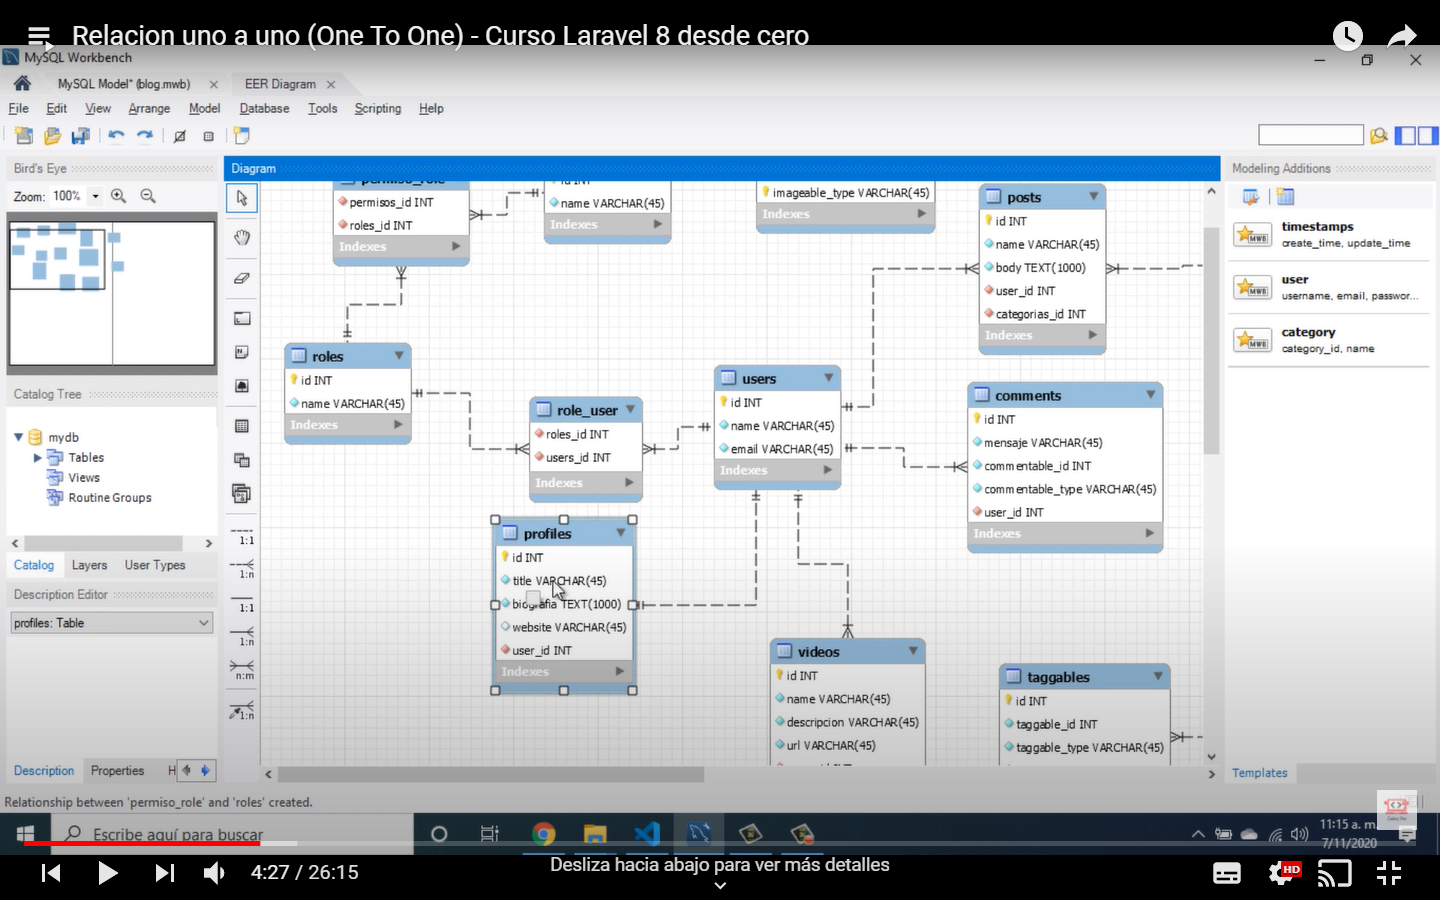 Relacion uno a uno (One To One) - Curso Laravel 8 desde cero
MySQL Workbench
MySQL Model* (blog.mwb)
EER Diagram
File Edit View Arrange Model Database Tools Scripting Help
Bird's Eye
Zoom: 100%
Catalog Tree
mydb
Tables
Views
Routine Groups
Catalog Layers User Types
Description Editor
profiles: Table
Description Properties H
Diagram
permiso_role
permisos_id INT
roles_id INT
Indexes
id INT
name VARCHAR(45)
Indexes
imageable_type VARCHAR(45)
Indexes
posts
id INT
name VARCHAR(45)
body TEXT(1000)
user_id INT
categorias_id INT
Indexes
roles
id INT
name VARCHAR(45)
Indexes
role_user
roles_id INT
users_id INT
Indexes
users
id INT
name VARCHAR(45)
email VARCHAR(45)
Indexes
comments
id INT
mensaje VARCHAR(45)
commentable_id INT
commentable_type VARCHAR(45)
user_id INT
Indexes
profiles
id INT
title VARCHAR(45)
biografia TEXT(1000)
website VARCHAR(45)
user_id INT
Indexes
videos
id INT
name VARCHAR(45)
descripcion VARCHAR(45)
url VARCHAR(45)
taggables
id INT
taggable_id INT
taggable_type VARCHAR(45)
1:1
1:n
1:1
1:n
n:m
1:n
Modeling Additions
timestamps
create_time, update_time
user
username, email, passwor...
category
category_id, name
MWB
MWB
MWB
Templates
Relationship between 'permiso_role' and 'roles' created.
Escribe aquí para buscar
11:15 a. m.
7/11/2020
4:27 / 26:15
Desliza hacia abajo para ver más detalles
HD